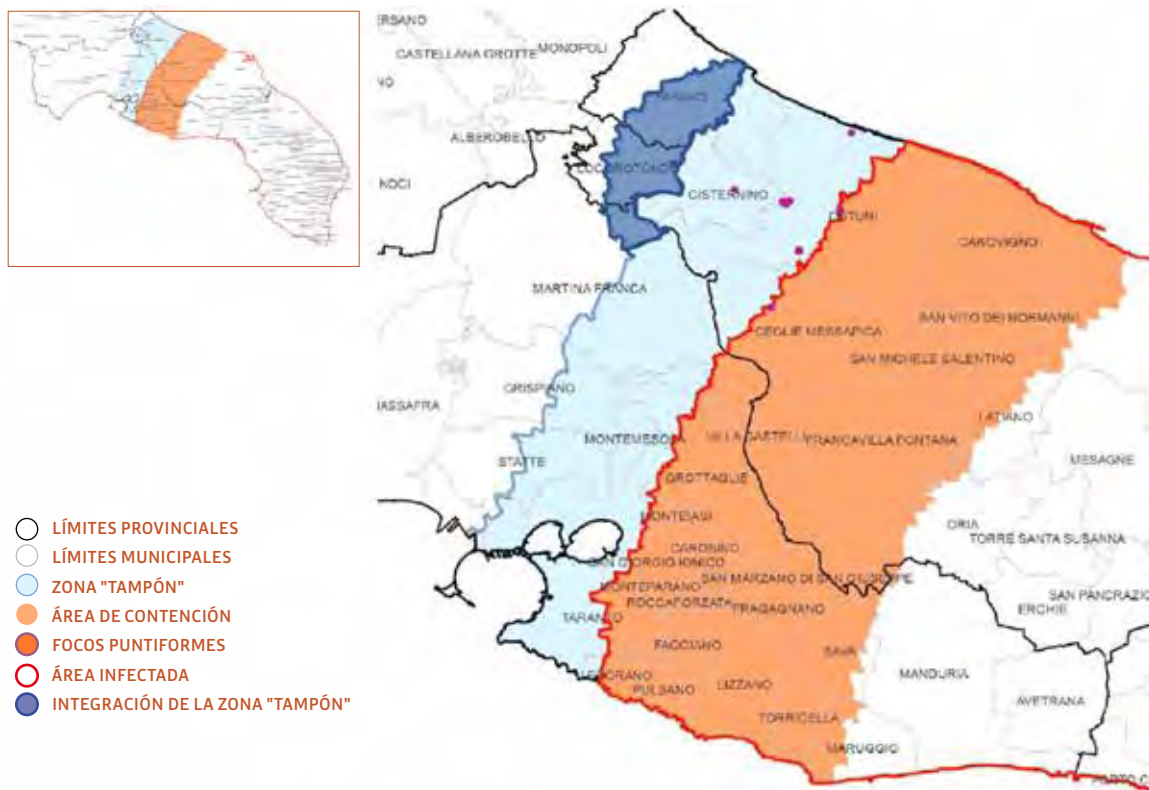 ERSANO
CASTELLANA GROTTE
MONOPOLI
ALBEROBELLO
NOCI
LOCOROTONDO
CISTERNINO
OSTUNI
CAROVIGNO
MARTINA FRANCA
CEGLIE MESSAPICA
SAN VITO DEI NORMANNI
SAN MICHELE SALENTINO
CRISPIANO
IASSAFRA
LATIANO
MONTEMESOLA
VILLA CASTELLI
FRANCAVILLA FONTANA
STATTE
MESAGNE
GROTTAGLIE
MONTEIASI
ORIA
TORRE SANTA SUSANNA
CAROSINO
SAN GIORGIO IONICO
MONTEPARANO
SAN MARZANO DI SAN GIUSEPPE
SAN PANCRAZIO
ROCCAFORZATA
FRAGAGNANO
ERCHIE
TARANTO
FAGGIANO
SAVA
MANDURIA
LEPORANO
PULSANO
LIZZANO
AVETRANA
TORRICELLA
MARUGGIO
PORTO C
LÍMITES PROVINCIALES
LÍMITES MUNICIPALES
ZONA "TAMPÓN"
ÁREA DE CONTENCIÓN
FOCOS PUNTIFORMES
ÁREA INFECTADA
INTEGRACIÓN DE LA ZONA "TAMPÓN"